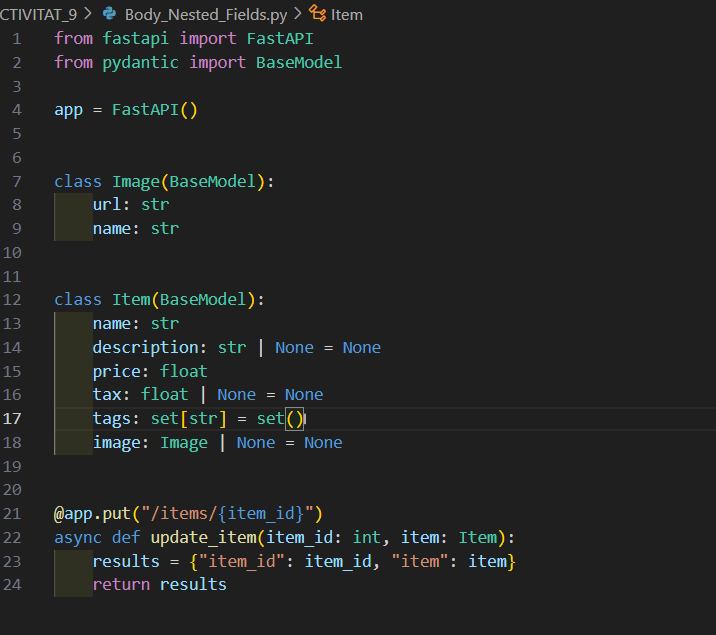 CTIVITAT_9 > Body_Nested_Fields.py > Item
1 from fastapi import FastAPI
2 from pydantic import BaseModel
3
4 app = FastAPI()
5
6
7 class Image(BaseModel):
8 url: str
9 name: str
10
11
12 class Item(BaseModel):
13 name: str
14 description: str | None = None
15 price: float
16 tax: float | None = None
17 tags: set[str] = set()
18 image: Image | None = None
19
20
21 @app.put("/items/{item_id}")
22 async def update_item(item_id: int, item: Item):
23 results = {"item_id": item_id, "item": item}
24 return results